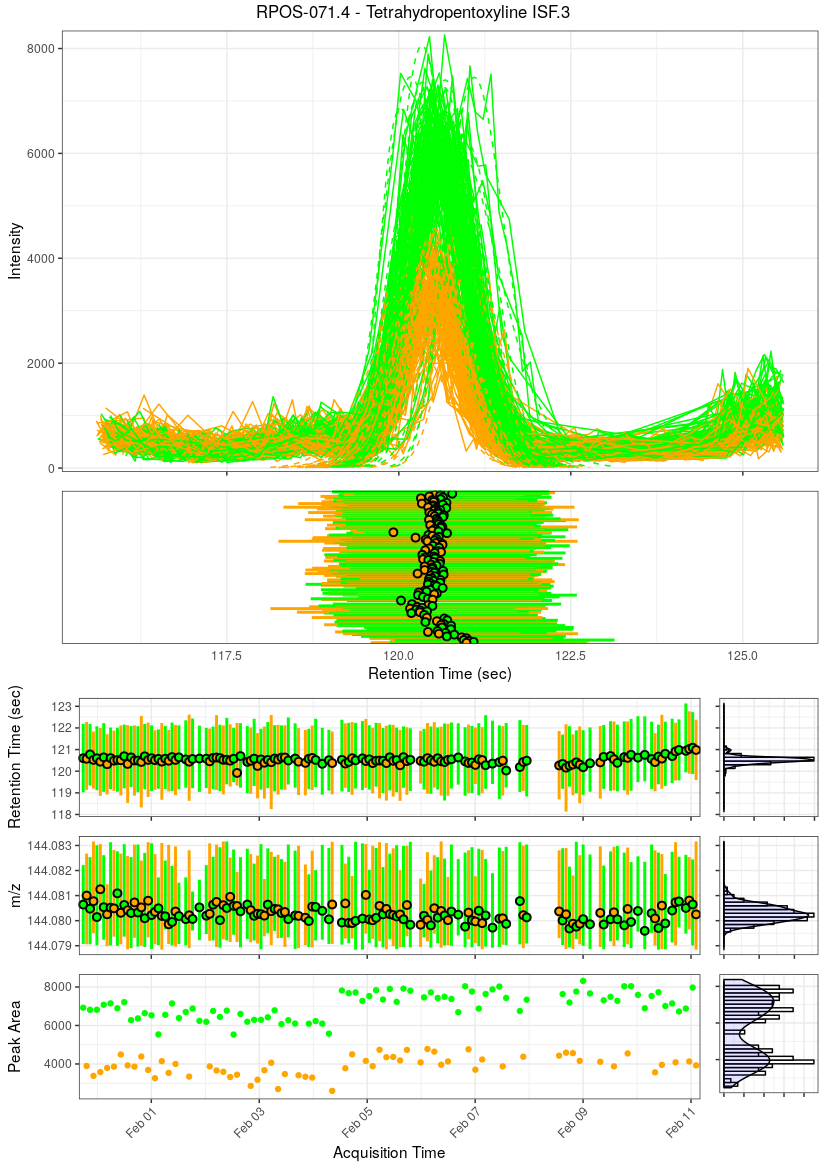 RPOS-071.4 - Tetrahydropentoxyline ISF.3
8000
6000
4000
2000
0
Intensity
117.5
120.0
122.5
125.0
Retention Time (sec)
123
122
121
120
119
118
Retention Time (sec)
144.083
144.082
144.081
144.080
144.079
m/z
8000
6000
4000
Peak Area
Feb 01
Feb 03
Feb 05
Feb 07
Feb 09
Feb 11
Acquisition Time